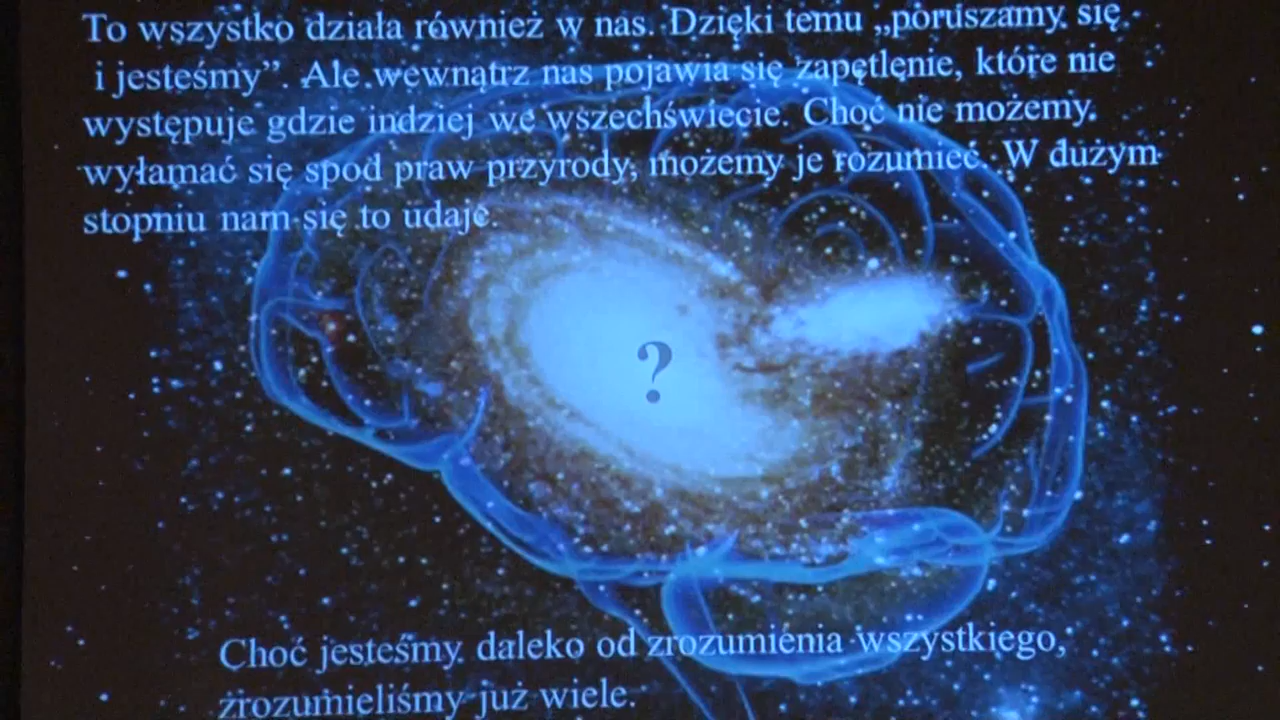 To wszystko działa również w nas. Dzięki temu „poruszamy się
i jesteśmy”. Ale wewnątrz nas pojawia się zapętlenie, które nie
występuje gdzie indziej we wszechświecie. Choć nie możemy
wyłamać się spod praw przyrody, możemy je rozumieć. W dużym
stopniu nam się to udaje.
?
Choć jesteśmy daleko od zrozumienia wszystkiego,
zrozumieliśmy już wiele.